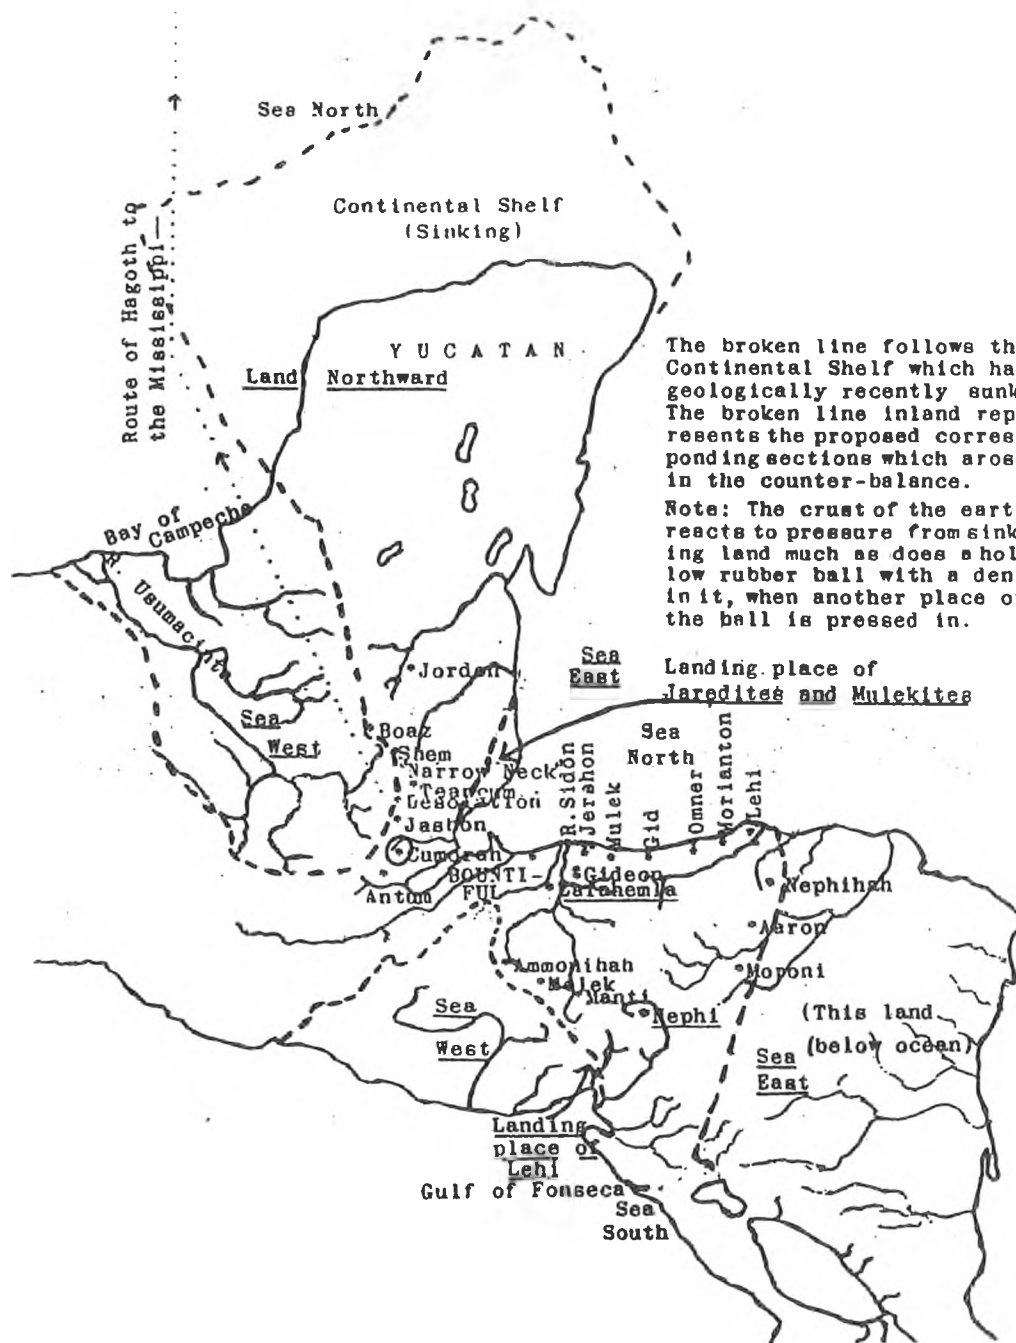 Sea North
Continental Shelf
(Sinking)
Route of Hagoth to
the Mississippi—
YUCATAN
Land Northward
The broken line follows th
Continental Shelf which ha
geologically recently sunk
The broken line inland rep
resents the proposed corres
ponding sections which aros
in the counter-balance.
Note: The crust of the eart
reacts to pressure from sink
ing land much as does a hol
low rubber ball with a den
in it, when another place o
the ball is pressed in.
Bay of
Campeche
R. Usumacinta
Jordon
Sea
East
Landing place of
Jaredites and Mulekites
Sea
West
Boaz
Shem
Narrow Neck
Teancum
Desolation
Jashon
Cumorah
Antum
BOUNTI-
FUL
Sea
North
R. Sidon
Jershon
Mulek
Gid
Omner
Morianton
Lehi
Gideon
Zarahemla
Nephihah
Aaron
Moroni
Ammonihah
Melek
Manti
Nephi
Sea
West
(This land
(below ocean)
Sea
East
Landing
place of
Lehi
Gulf of Fonseca
Sea
South